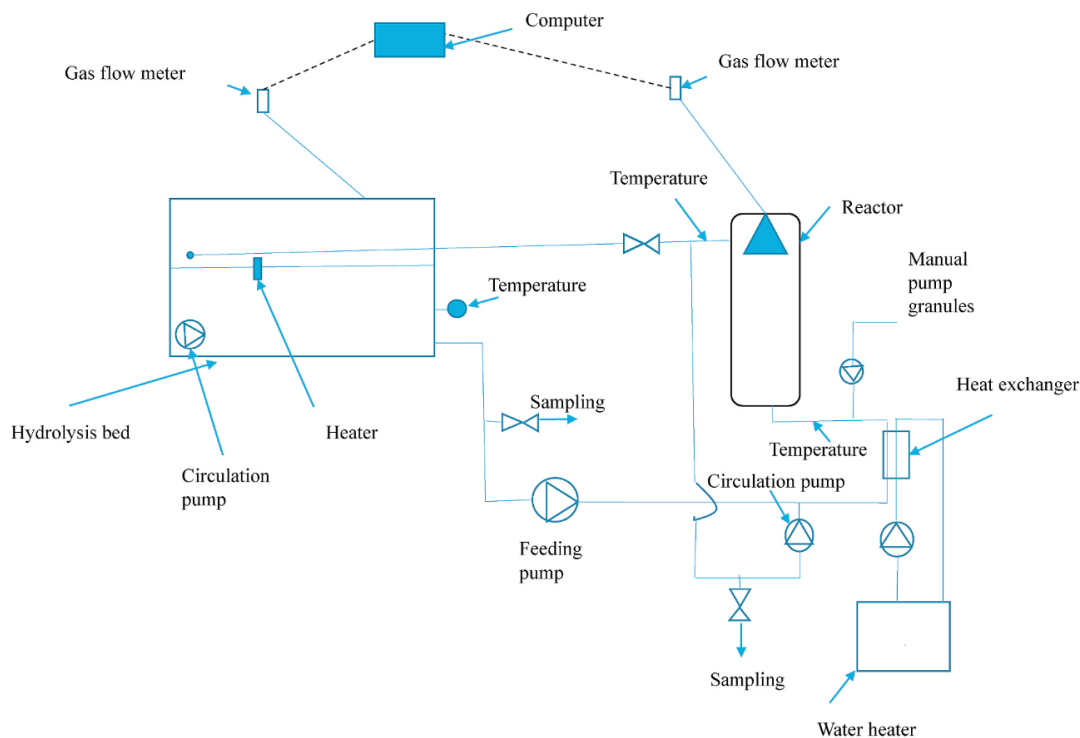 Computer
Gas flow meter
Gas flow meter
Temperature
Reactor
Manual
pump
granules
Temperature
Heat exchanger
Sampling
Hydrolysis bed
Heater
Temperature
Circulation
pump
Circulation pump
Feeding
pump
Sampling
Water heater